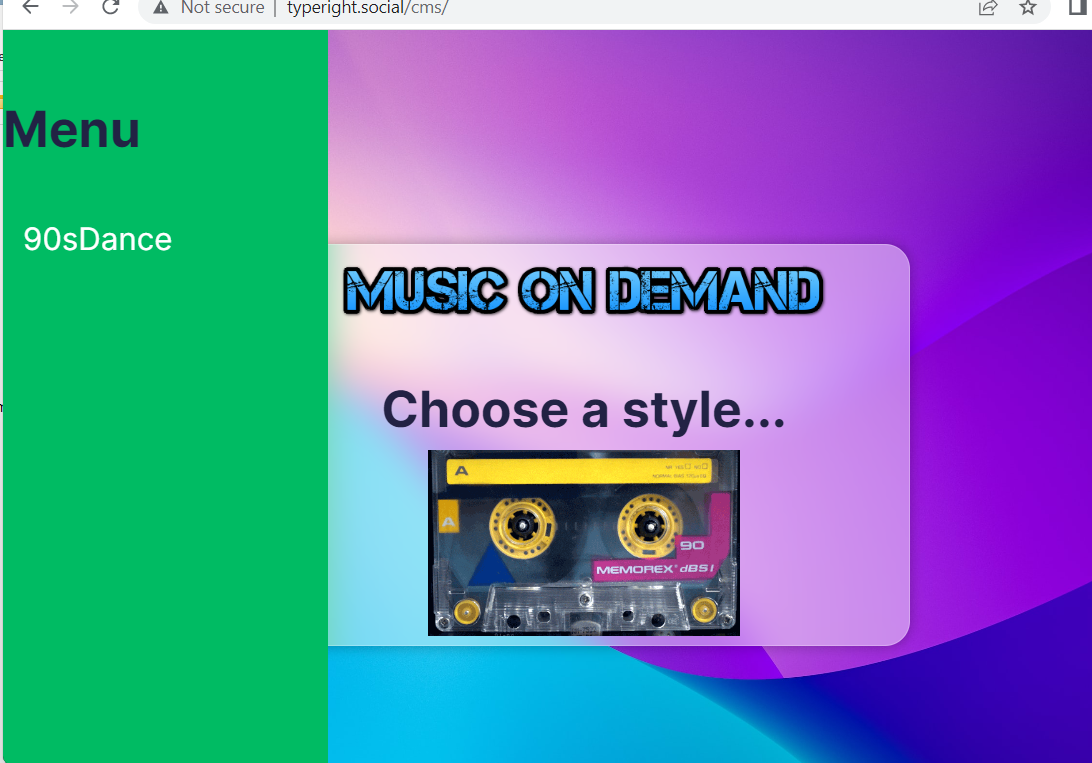 Not secure | typeright.social/cms/
Menu
90sDance
MUSIC ON DEMAND
Choose a style...
A
A
90
MEMOREX dBS I